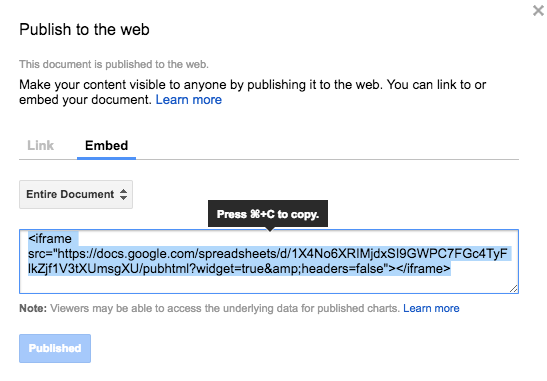 Publish to the web
This document is published to the web.
Make your content visible to anyone by publishing it to the web. You can link to or
embed your document. Learn more
Link
Embed
Entire Document
Press ⌘+C to copy.
<iframe
src="https://docs.google.com/spreadsheets/d/1X4No6XRIMjdxSI9GWPC7FGc4TyF
IkZjf1V3tXUmsgXU/pubhtml?widget=true&amp;headers=false"></iframe>
Note: Viewers may be able to access the underlying data for published charts. Learn more
Published